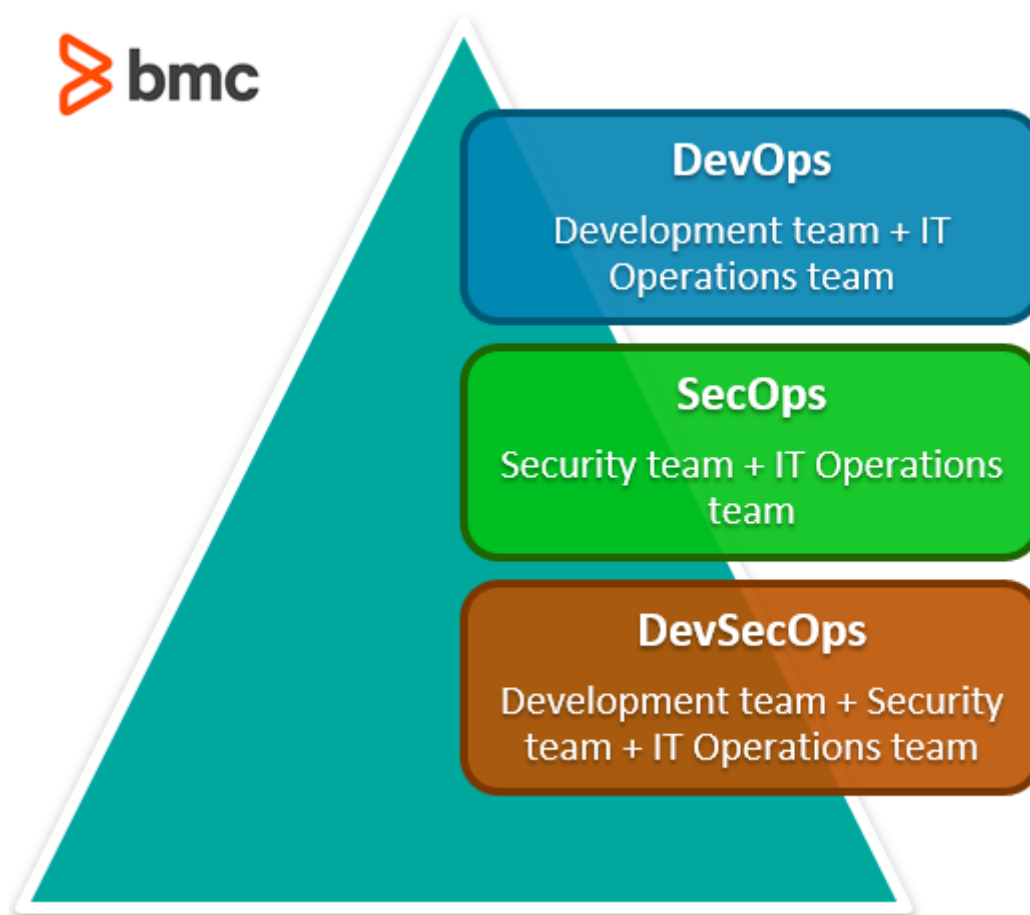 bmc
DevOps
Development team + IT
Operations team
SecOps
Security team + IT Operations
team
DevSecOps
Development team + Security
team + IT Operations team